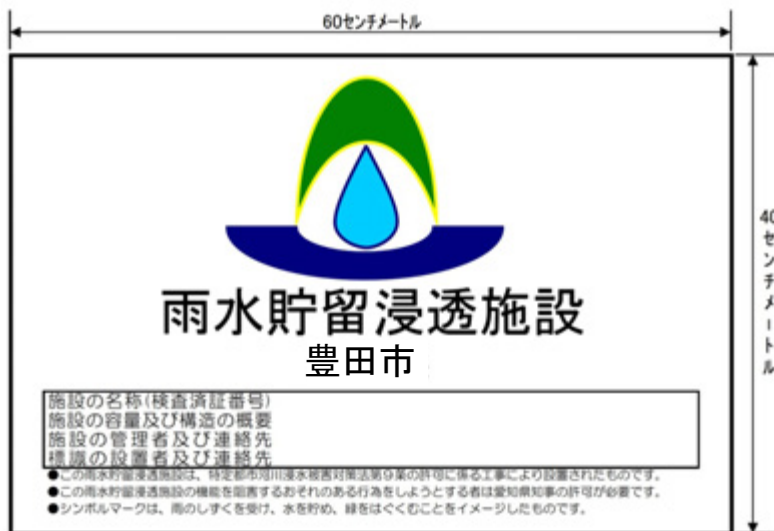 60センチメートル
40センチメートル
雨水貯留浸透施設
豊田市
施設の名称(検査済証番号)
施設の容量及び構造の概要
施設の管理者及び連絡先
標識の設置者及び連絡先
●この雨水貯留浸透施設は、特定都市河川浸水被害対策法第9条の許可に係る工事により設置されたものです。
●この雨水貯留浸透施設の機能を阻害するおそれのある行為をしようとする者は愛知県知事の許可が必要です。
●シンボルマークは、雨のしずくを受け、水を貯め、緑をはぐくむことをイメージしたものです。